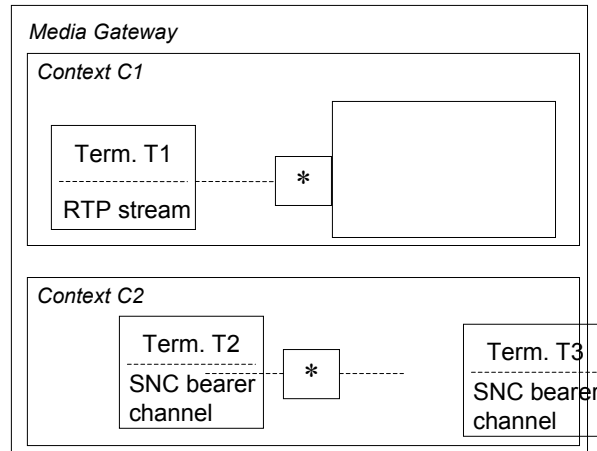 Media Gateway
Context C1
Term. T1
*
RTP stream
Context C2
Term. T2
*
SNC bearer
channel
Term. T3
SNC bearer
channel